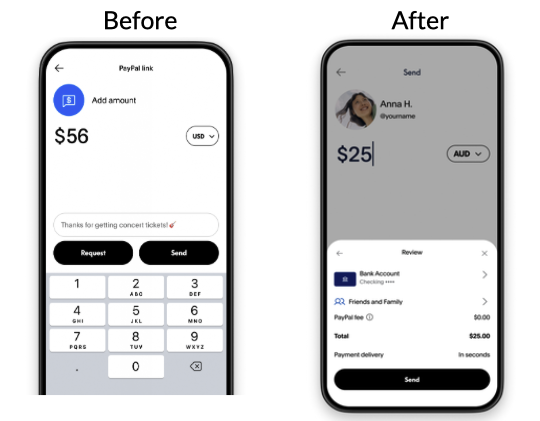 Before
After
PayPal link
Add amount
$56
USD
Thanks for getting concert tickets!
Request
Send
1
2
ABC
3
DEF
4
GHI
5
JKL
6
MNO
7
PQRS
8
TUV
9
WXYZ
.
0
Send
Anna H.
@yourname
$25
AUD
Review
Bank Account
Checking ••••
Friends and Family
PayPal fee
$0.00
Total
$25.00
Payment delivery
In seconds
Send